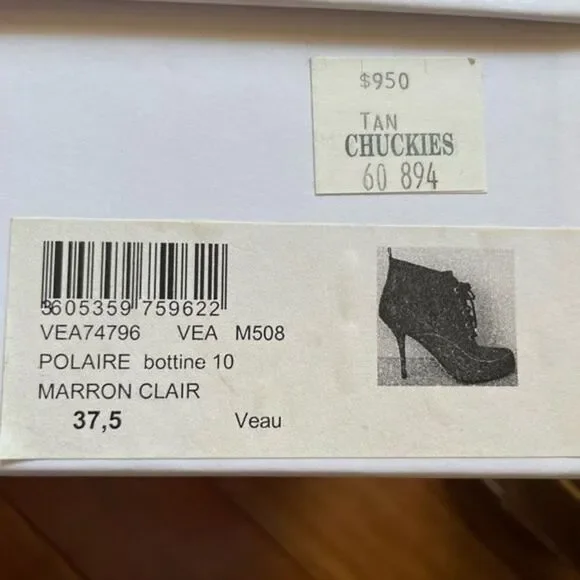 $950
TAN
CHUCKIES
60 894
3605359 759622
VEA74796 VEA M508
POLAIRE bottine 10
MARRON CLAIR
37,5 Veau